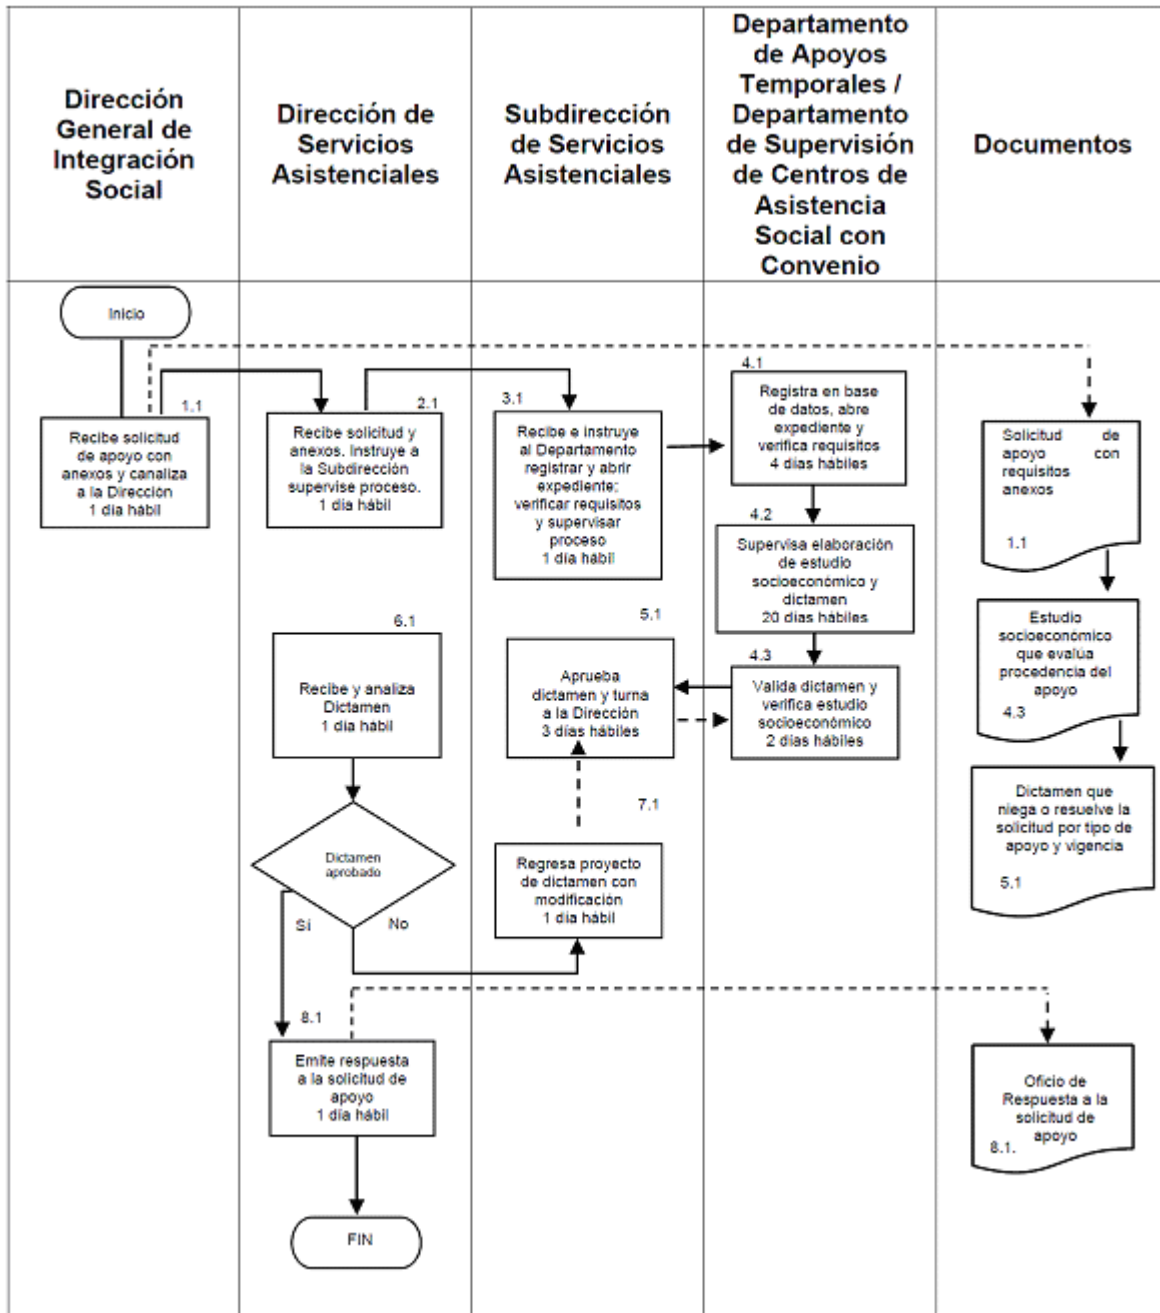 Dirección
General de
Integración
Social
Dirección de
Servicios
Asistenciales
Subdirección
de Servicios
Asistenciales
Departamento
de Apoyos
Temporales /
Departamento
de Supervisión
de Centros de
Asistencia
Social con
Convenio
Documentos
Inicio
1.1
Recibe solicitud
de apoyo con
anexos y canaliza
a la Dirección
1 día hábil
2.1
Recibe solicitud y
anexos. Instruye a
la Subdirección
supervise proceso.
1 día hábil
3.1
Recibe e instruye
al Departamento
registrar y abrir
expediente;
verificar requisitos
y supervisar
proceso
1 día hábil
4.1
Registra en base
de datos, abre
expediente y
verifica requisitos
4 días hábiles
Solicitud de
apoyo con
requisitos
anexos
1.1
4.2
Supervisa elaboración
de estudio
socioeconómico y
dictamen
20 días hábiles
Estudio
socioeconómico
que evalúa
procedencia del
apoyo
4.3
4.3
Valida dictamen y
verifica estudio
socioeconómico
2 días hábiles
5.1
Aprueba
dictamen y turna
a la Dirección
3 días hábiles
6.1
Recibe y analiza
Dictamen
1 día hábil
Dictamen que
niega o resuelve la
solicitud por tipo de
apoyo y vigencia
5.1
Dictamen
aprobado
Sí
No
7.1
Regresa proyecto
de dictamen con
modificación
1 día hábil
8.1
Emite respuesta
a la solicitud de
apoyo
1 día hábil
Oficio de
Respuesta a la
solicitud de
apoyo
8.1.
FIN